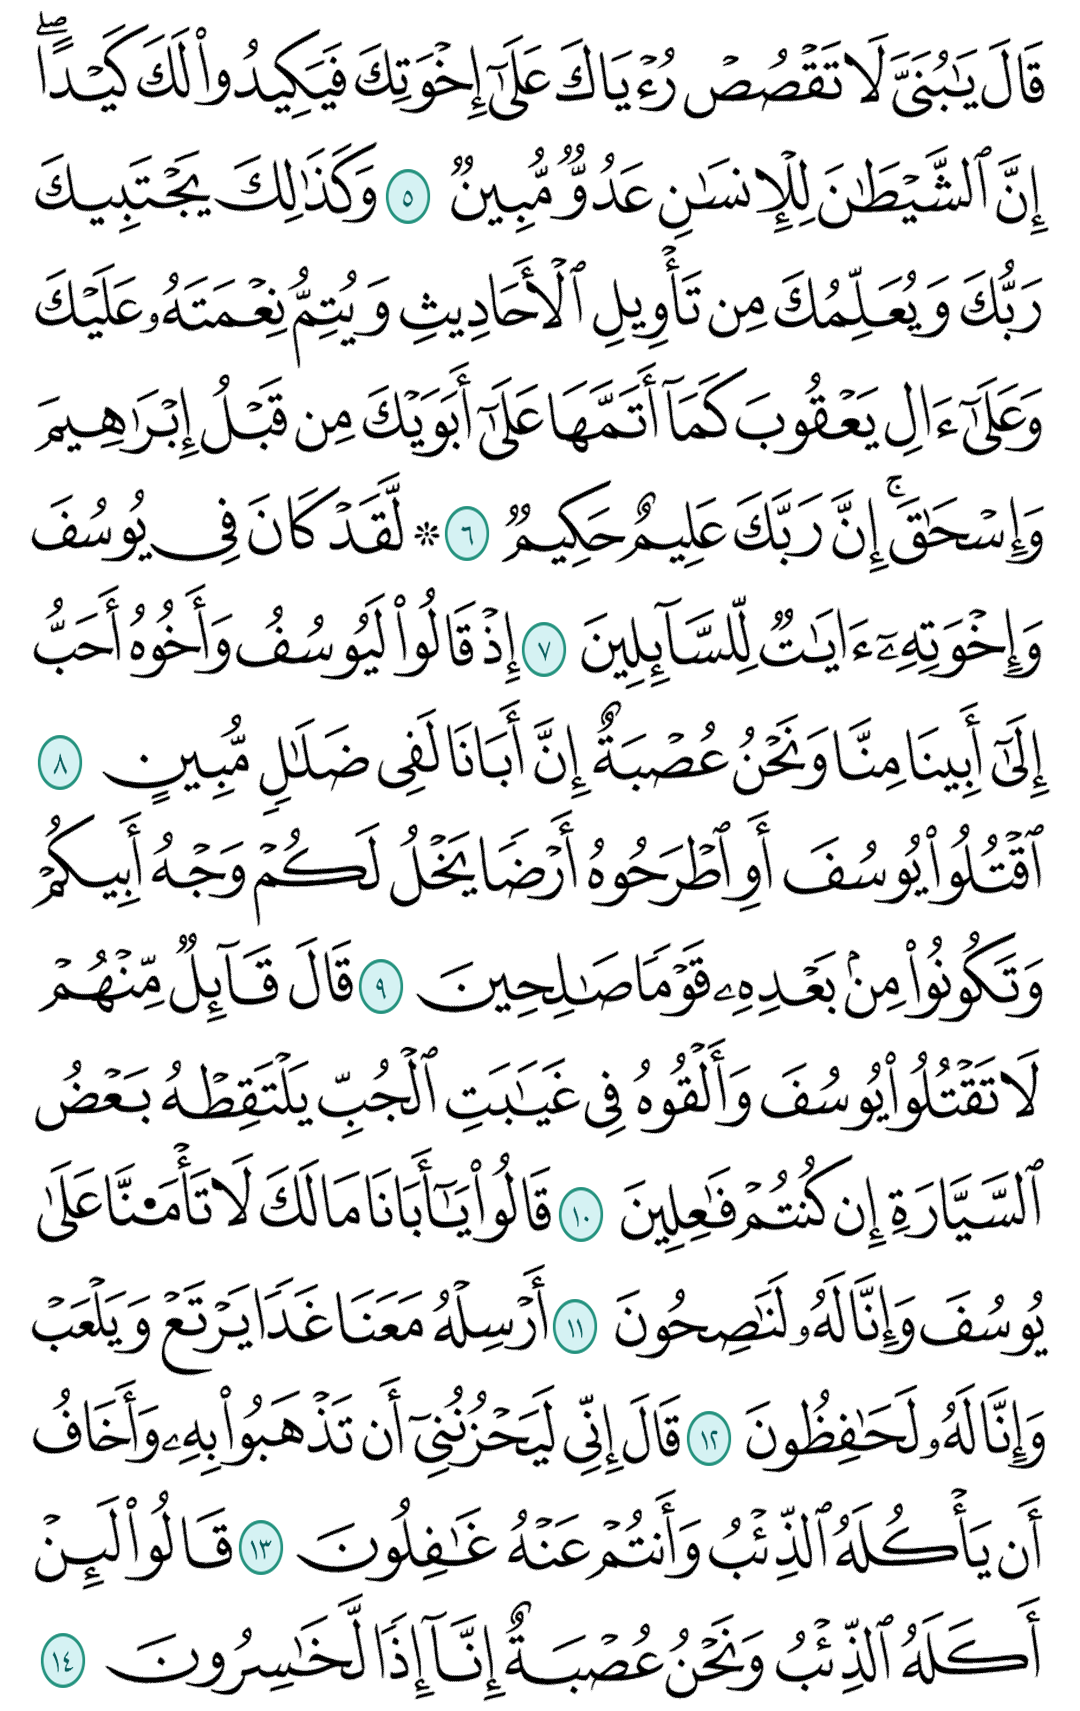 قَالَ يَٰبُنَىَّ لَا تَقْصُصْ رُءْيَاكَ عَلَىٰٓ إِخْوَتِكَ فَيَكِيدُوا۟ لَكَ كَيْدًا ۖ
إِنَّ ٱلشَّيْطَٰنَ لِلْإِنسَٰنِ عَدُوٌّ مُّبِينٌ ٥ وَكَذَٰلِكَ يَجْتَبِيكَ
رَبُّكَ وَيُعَلِّمُكَ مِن تَأْوِيلِ ٱلْأَحَادِيثِ وَيُتِمُّ نِعْمَتَهُۥ عَلَيْكَ
وَعَلَىٰٓ ءَالِ يَعْقُوبَ كَمَآ أَتَمَّهَا عَلَىٰٓ أَبَوَيْكَ مِن قَبْلُ إِبْرَٰهِيمَ
وَإِسْحَٰقَ ۚ إِنَّ رَبَّكَ عَلِيمٌ حَكِيمٌ ٦ * لَّقَدْ كَانَ فِى يُوسُفَ
وَإِخْوَتِهِۦٓ ءَايَٰتٌ لِّلسَّآئِلِينَ ٧ إِذْ قَالُوا۟ لَيُوسُفُ وَأَخُوهُ أَحَبُّ
إِلَىٰٓ أَبِينَا مِنَّا وَنَحْنُ عُصْبَةٌ إِنَّ أَبَانَا لَفِى ضَلَٰلٍ مُّبِينٍ ٨
ٱقْتُلُوا۟ يُوسُفَ أَوِ ٱطْرَحُوهُ أَرْضًا يَخْلُ لَكُمْ وَجْهُ أَبِيكُمْ
وَتَكُونُوا۟ مِنۢ بَعْدِهِۦ قَوْمًا صَٰلِحِينَ ٩ قَالَ قَآئِلٌ مِّنْهُمْ
لَا تَقْتُلُوا۟ يُوسُفَ وَأَلْقُوهُ فِى غَيَٰبَتِ ٱلْجُبِّ يَلْتَقِطْهُ بَعْضُ
ٱلسَّيَّارَةِ إِن كُنتُمْ فَٰعِلِينَ ١٠ قَالُوا۟ يَٰٓأَبَانَا مَا لَكَ لَا تَأْمَ۫نَّا عَلَىٰ
يُوسُفَ وَإِنَّا لَهُۥ لَنَٰصِحُونَ ١١ أَرْسِلْهُ مَعَنَا غَدًا يَرْتَعْ وَيَلْعَبْ
وَإِنَّا لَهُۥ لَحَٰفِظُونَ ١٢ قَالَ إِنِّى لَيَحْزُنُنِىٓ أَن تَذْهَبُوا۟ بِهِۦ وَأَخَافُ
أَن يَأْكُلَهُ ٱلذِّئْبُ وَأَنتُمْ عَنْهُ غَٰفِلُونَ ١٣ قَالُوا۟ لَئِنْ
أَكَلَهُ ٱلذِّئْبُ وَنَحْنُ عُصْبَةٌ إِنَّآ إِذًا لَّخَٰسِرُونَ ١٤